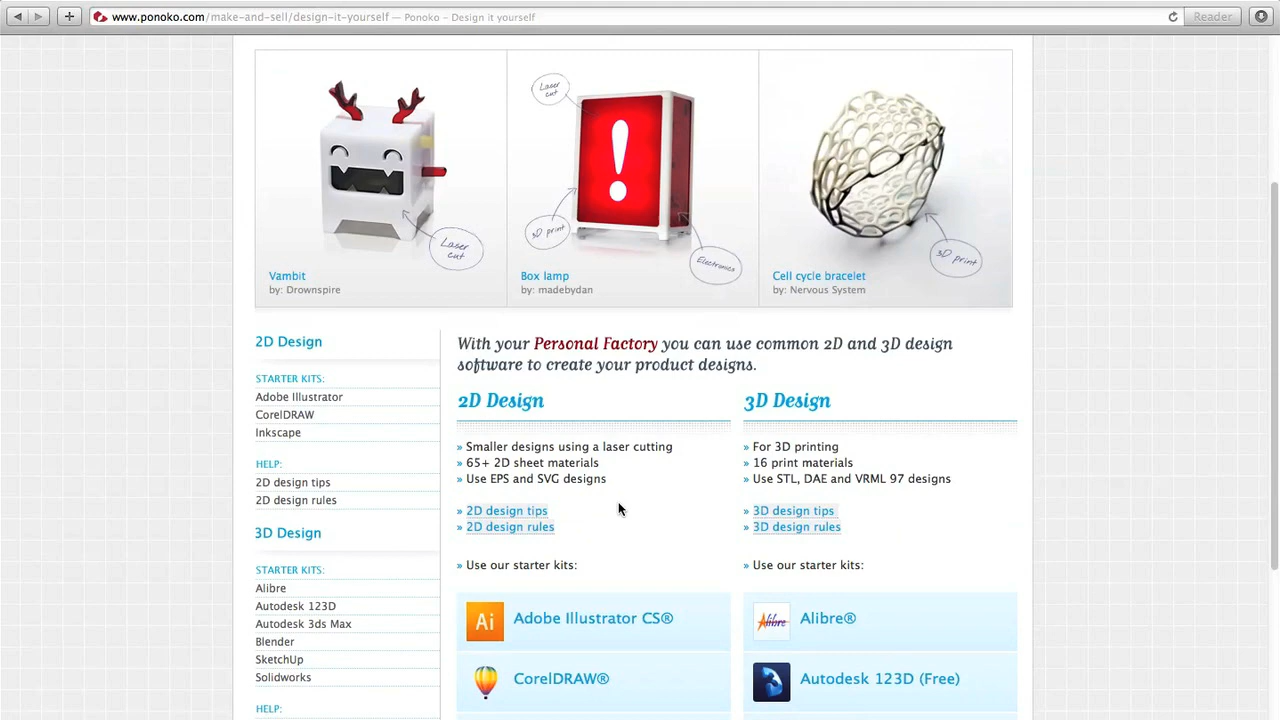 www.ponoko.com/make-and-sell/design-it-yourself — Ponoko – Design it yourself
Reader
Laser cut
Vambit
by: Drownspire
Laser cut
3D print
Electronics
Box lamp
by: madebydan
3D print
Cell cycle bracelet
by: Nervous System
2D Design
STARTER KITS:
Adobe Illustrator
CorelDRAW
Inkscape
HELP:
2D design tips
2D design rules
3D Design
STARTER KITS:
Alibre
Autodesk 123D
Autodesk 3ds Max
Blender
SketchUp
Solidworks
HELP:
With your Personal Factory you can use common 2D and 3D design
software to create your product designs.
2D Design
» Smaller designs using a laser cutting
» 65+ 2D sheet materials
» Use EPS and SVG designs
» 2D design tips
» 2D design rules
» Use our starter kits:
Ai
Adobe Illustrator CS®
CorelDRAW®
3D Design
» For 3D printing
» 16 print materials
» Use STL, DAE and VRML 97 designs
» 3D design tips
» 3D design rules
» Use our starter kits:
Alibre
Alibre®
Autodesk 123D (Free)